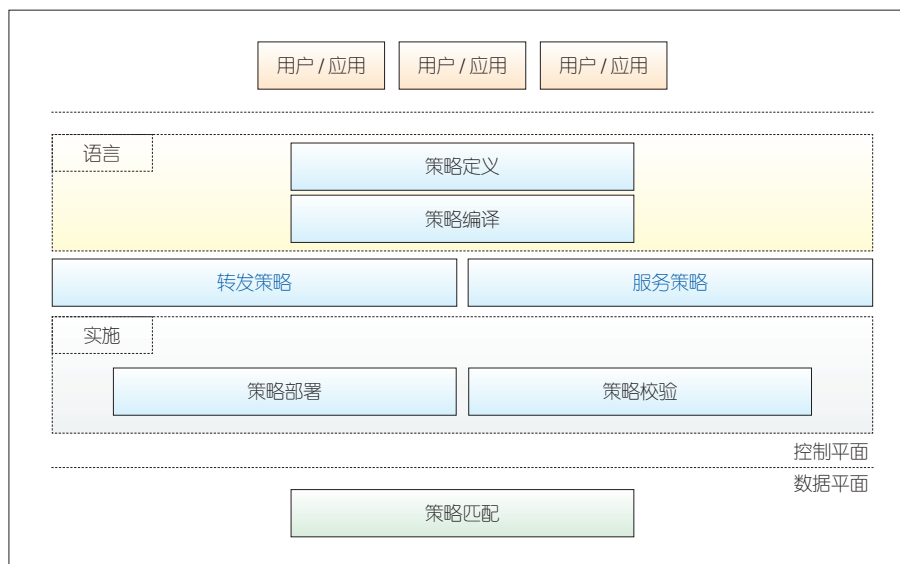 用户 / 应用
用户 / 应用
用户 / 应用
语言
策略定义
策略编译
转发策略
服务策略
实施
策略部署
策略校验
控制平面
数据平面
策略匹配